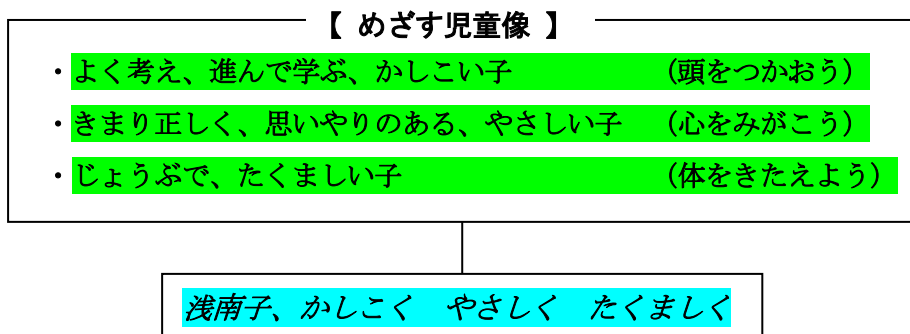 【 めざす児童像 】
・よく考え、進んで学ぶ、かしこい子 (頭をつかおう)
・きまり正しく、思いやりのある、やさしい子 (心をみがこう)
・じょうぶで、たくましい子 (体をきたえよう)
浅南子、かしこく やさしく たくましく